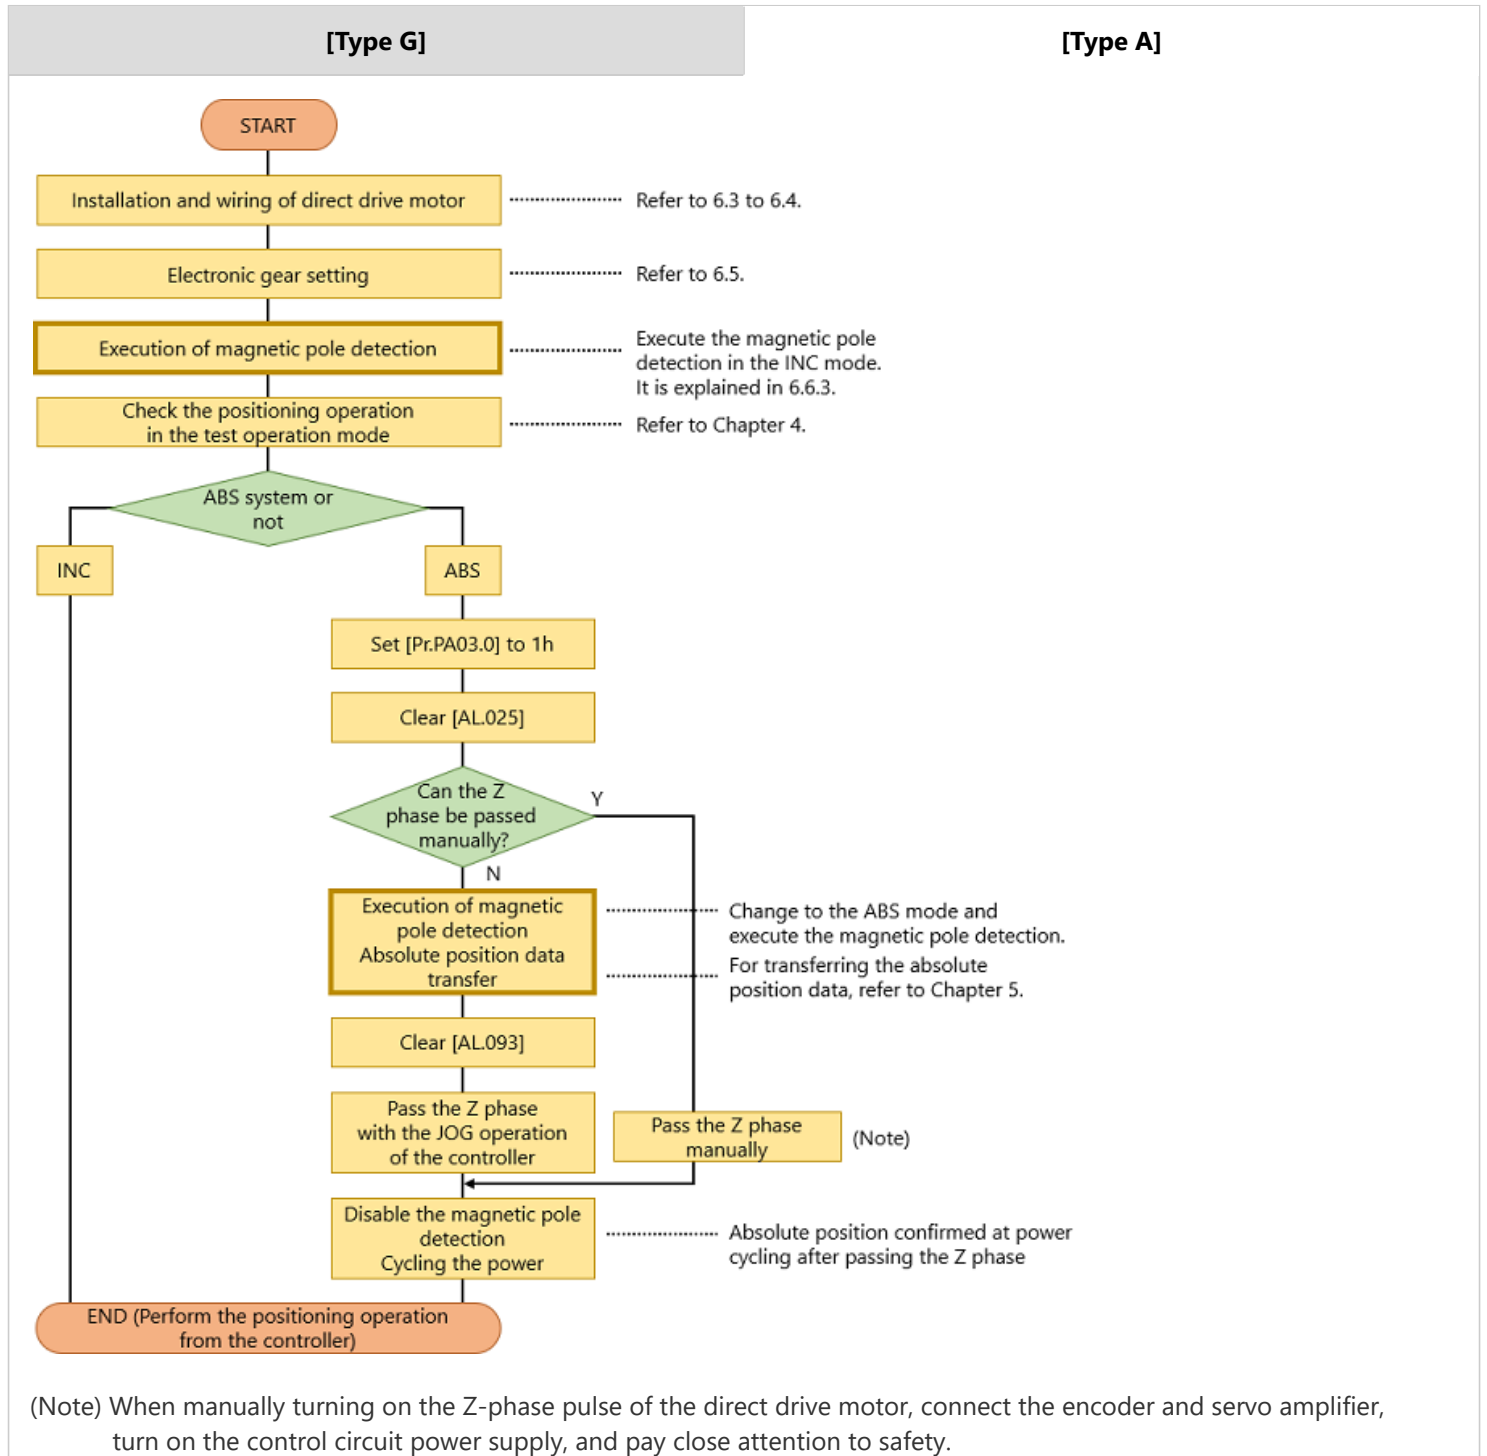 [Type G]
[Type A]
START
Installation and wiring of direct drive motor
Refer to 6.3 to 6.4.
Electronic gear setting
Refer to 6.5.
Execution of magnetic pole detection
Execute the magnetic pole
detection in the INC mode.
It is explained in 6.6.3.
Check the positioning operation
in the test operation mode
Refer to Chapter 4.
ABS system or
not
INC
ABS
Set [Pr.PA03.0] to 1h
Clear [AL.025]
Can the Z
phase be passed
manually?
Y
N
Execution of magnetic
pole detection
Absolute position data
transfer
Change to the ABS mode and
execute the magnetic pole detection.
For transferring the absolute
position data, refer to Chapter 5.
Clear [AL.093]
Pass the Z phase
with the JOG operation
of the controller
Pass the Z phase
manually
(Note)
Disable the magnetic pole
detection
Cycling the power
Absolute position confirmed at power
cycling after passing the Z phase
END (Perform the positioning operation
from the controller)
(Note) When manually turning on the Z-phase pulse of the direct drive motor, connect the encoder and servo amplifier,
turn on the control circuit power supply, and pay close attention to safety.